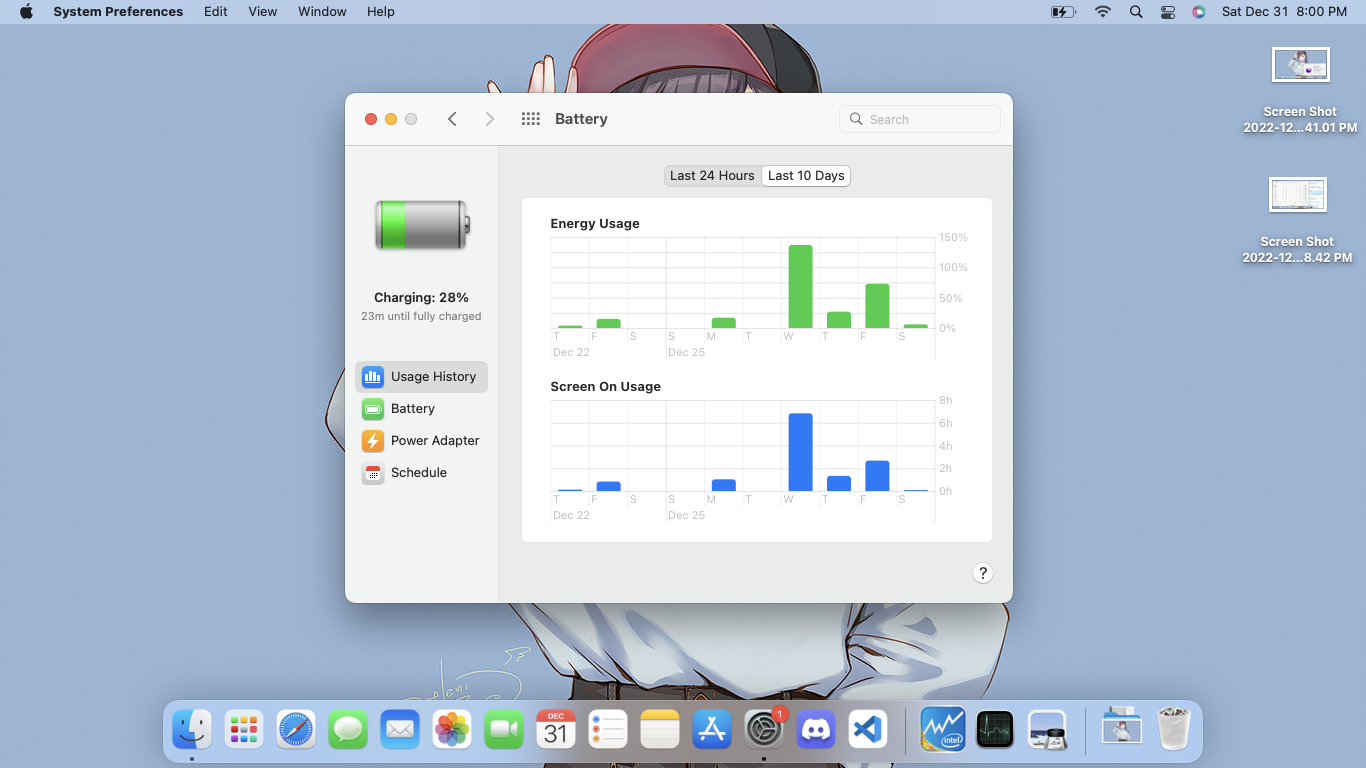 System Preferences Edit View Window Help Sat Dec 31 8:00 PM
Screen Shot
2022-12...41.01 PM
Screen Shot
2022-12...8.42 PM
Battery
Search
Charging: 28%
23m until fully charged
Usage History
Battery
Power Adapter
Schedule
Last 24 Hours Last 10 Days
Energy Usage
150%
100%
50%
0%
T F S S M T W T F S
Dec 22 Dec 25
Screen On Usage
8h
6h
4h
2h
0h
T F S S M T W T F S
Dec 22 Dec 25
?
DEC
31
1
intel